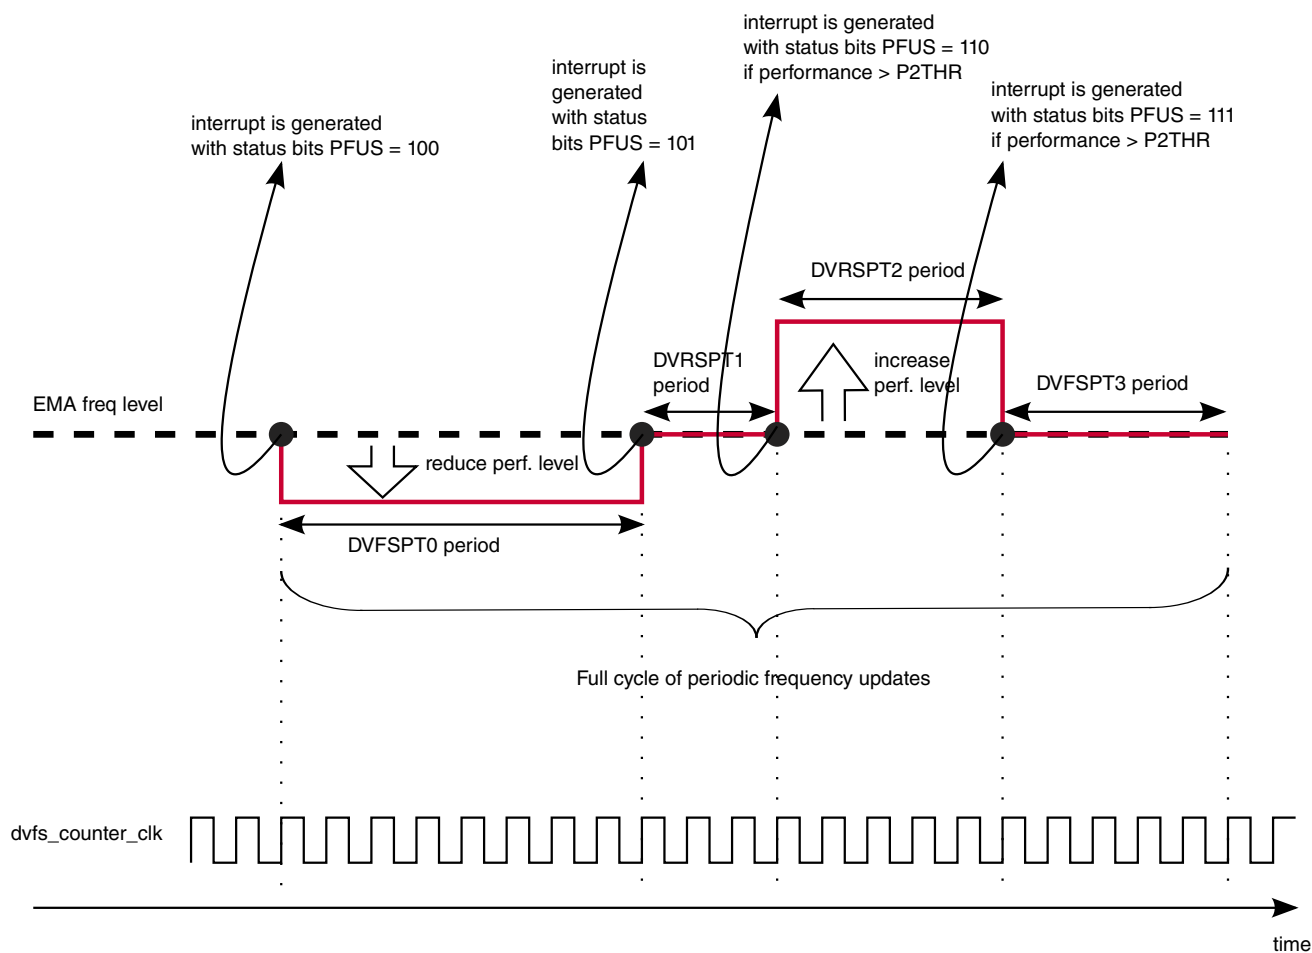 interrupt is generated
with status bits PFUS = 110
if performance > P2THR
interrupt is
generated
with status
bits PFUS = 101
interrupt is generated
with status bits PFUS = 111
if performance > P2THR
interrupt is generated
with status bits PFUS = 100
DVRSPT2 period
DVRSPT1
period
increase
perf. level
DVFSPT3 period
EMA freq level
reduce perf. level
DVFSPT0 period
Full cycle of periodic frequency updates
dvfs_counter_clk
time